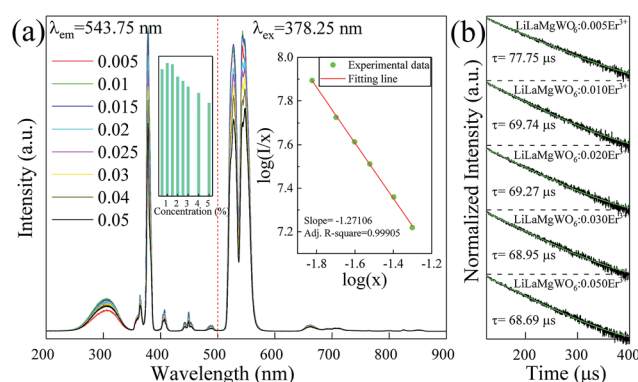 (a)
λem=543.75 nm
λex=378.25 nm
0.005
0.01
0.015
0.02
0.025
0.03
0.04
0.05
1 2 3 4 5
Concentration (%)
Experimental data
Fitting line
8.0
7.8
7.6
7.4
7.2
log(I/x)
Slope= -1.27106
Adj. R-square=0.99905
-1.8 -1.6 -1.4 -1.2
log(x)
Intensity (a.u.)
200 300 400 500 600 700 800 900
Wavelength (nm)
(b)
LiLaMgWO6:0.005Er3+
τ= 77.75 μs
LiLaMgWO6:0.010Er3+
τ= 69.74 μs
LiLaMgWO6:0.020Er3+
τ= 69.27 μs
LiLaMgWO6:0.030Er3+
τ= 68.95 μs
LiLaMgWO6:0.050Er3+
τ= 68.69 μs
Normalized Intensity (a.u.)
200 300 400
Time (μs)